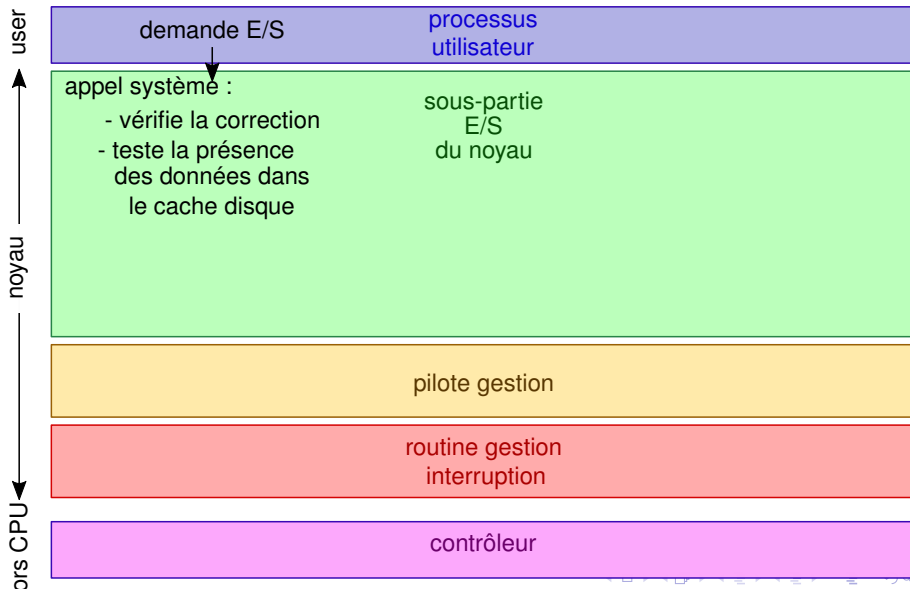 user
demande E/S
processus
utilisateur
noyau
appel système :
- vérifie la correction
- teste la présence
des données dans
le cache disque
sous-partie
E/S
du noyau
pilote gestion
routine gestion
interruption
ors CPU
contrôleur